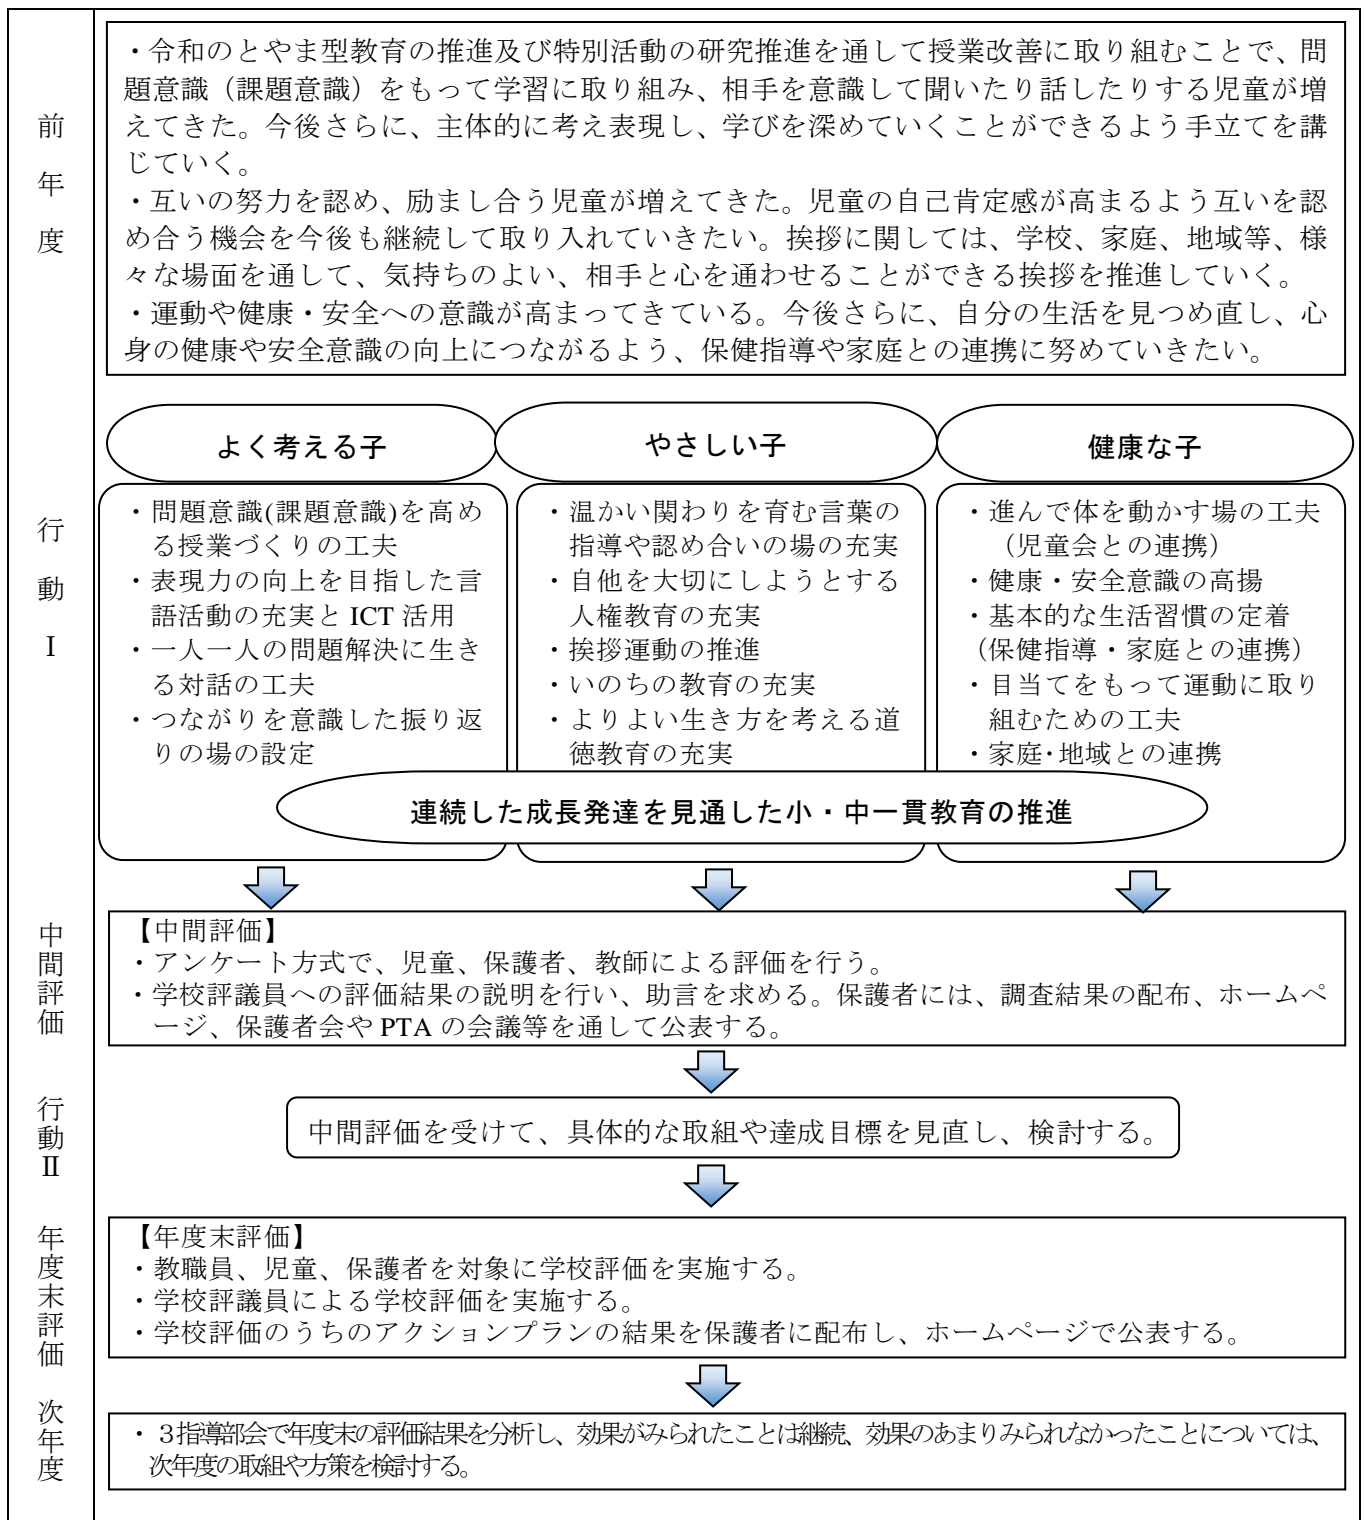 前年度
・令和のとやま型教育の推進及び特別活動の研究推進を通して授業改善に取り組むことで、問
題意識（課題意識）をもって学習に取り組み、相手を意識して聞いたり話したりする児童が増
えてきた。今後さらに、主体的に考え表現し、学びを深めていくことができるよう手立てを講
じていく。
・互いの努力を認め、励まし合う児童が増えてきた。児童の自己肯定感が高まるよう互いを認
め合う機会を今後も継続して取り入れていきたい。挨拶に関しては、学校、家庭、地域等、様
々な場面を通して、気持ちのよい、相手と心を通わせることができる挨拶を推進していく。
・運動や健康・安全への意識が高まってきている。今後さらに、自分の生活を見つめ直し、心
身の健康や安全意識の向上につながるよう、保健指導や家庭との連携に努めていきたい。
行動Ⅰ
よく考える子
・問題意識(課題意識)を高め
る授業づくりの工夫
・表現力の向上を目指した言
語活動の充実と ICT 活用
・一人一人の問題解決に生き
る対話の工夫
・つながりを意識した振り返
りの場の設定
やさしい子
・温かい関わりを育む言葉の
指導や認め合いの場の充実
・自他を大切にしようとする
人権教育の充実
・挨拶運動の推進
・いのちの教育の充実
・よりよい生き方を考える道
徳教育の充実
健康な子
・進んで体を動かす場の工夫
（児童会との連携）
・健康・安全意識の高揚
・基本的な生活習慣の定着
（保健指導・家庭との連携）
・目当てをもって運動に取り
組むための工夫
・家庭・地域との連携
連続した成長発達を見通した小・中一貫教育の推進
中間評価
【中間評価】
・アンケート方式で、児童、保護者、教師による評価を行う。
・学校評議員への評価結果の説明を行い、助言を求める。保護者には、調査結果の配布、ホームペ
ージ、保護者会や PTA の会議等を通して公表する。
行動Ⅱ
中間評価を受けて、具体的な取組や達成目標を見直し、検討する。
年度末評価
【年度末評価】
・教職員、児童、保護者を対象に学校評価を実施する。
・学校評議員による学校評価を実施する。
・学校評価のうちのアクションプランの結果を保護者に配布し、ホームページで公表する。
次年度
・３指導部会で年度末の評価結果を分析し、効果がみられたことは継続、効果のあまりみられなかったことについては、
次年度の取組や方策を検討する。